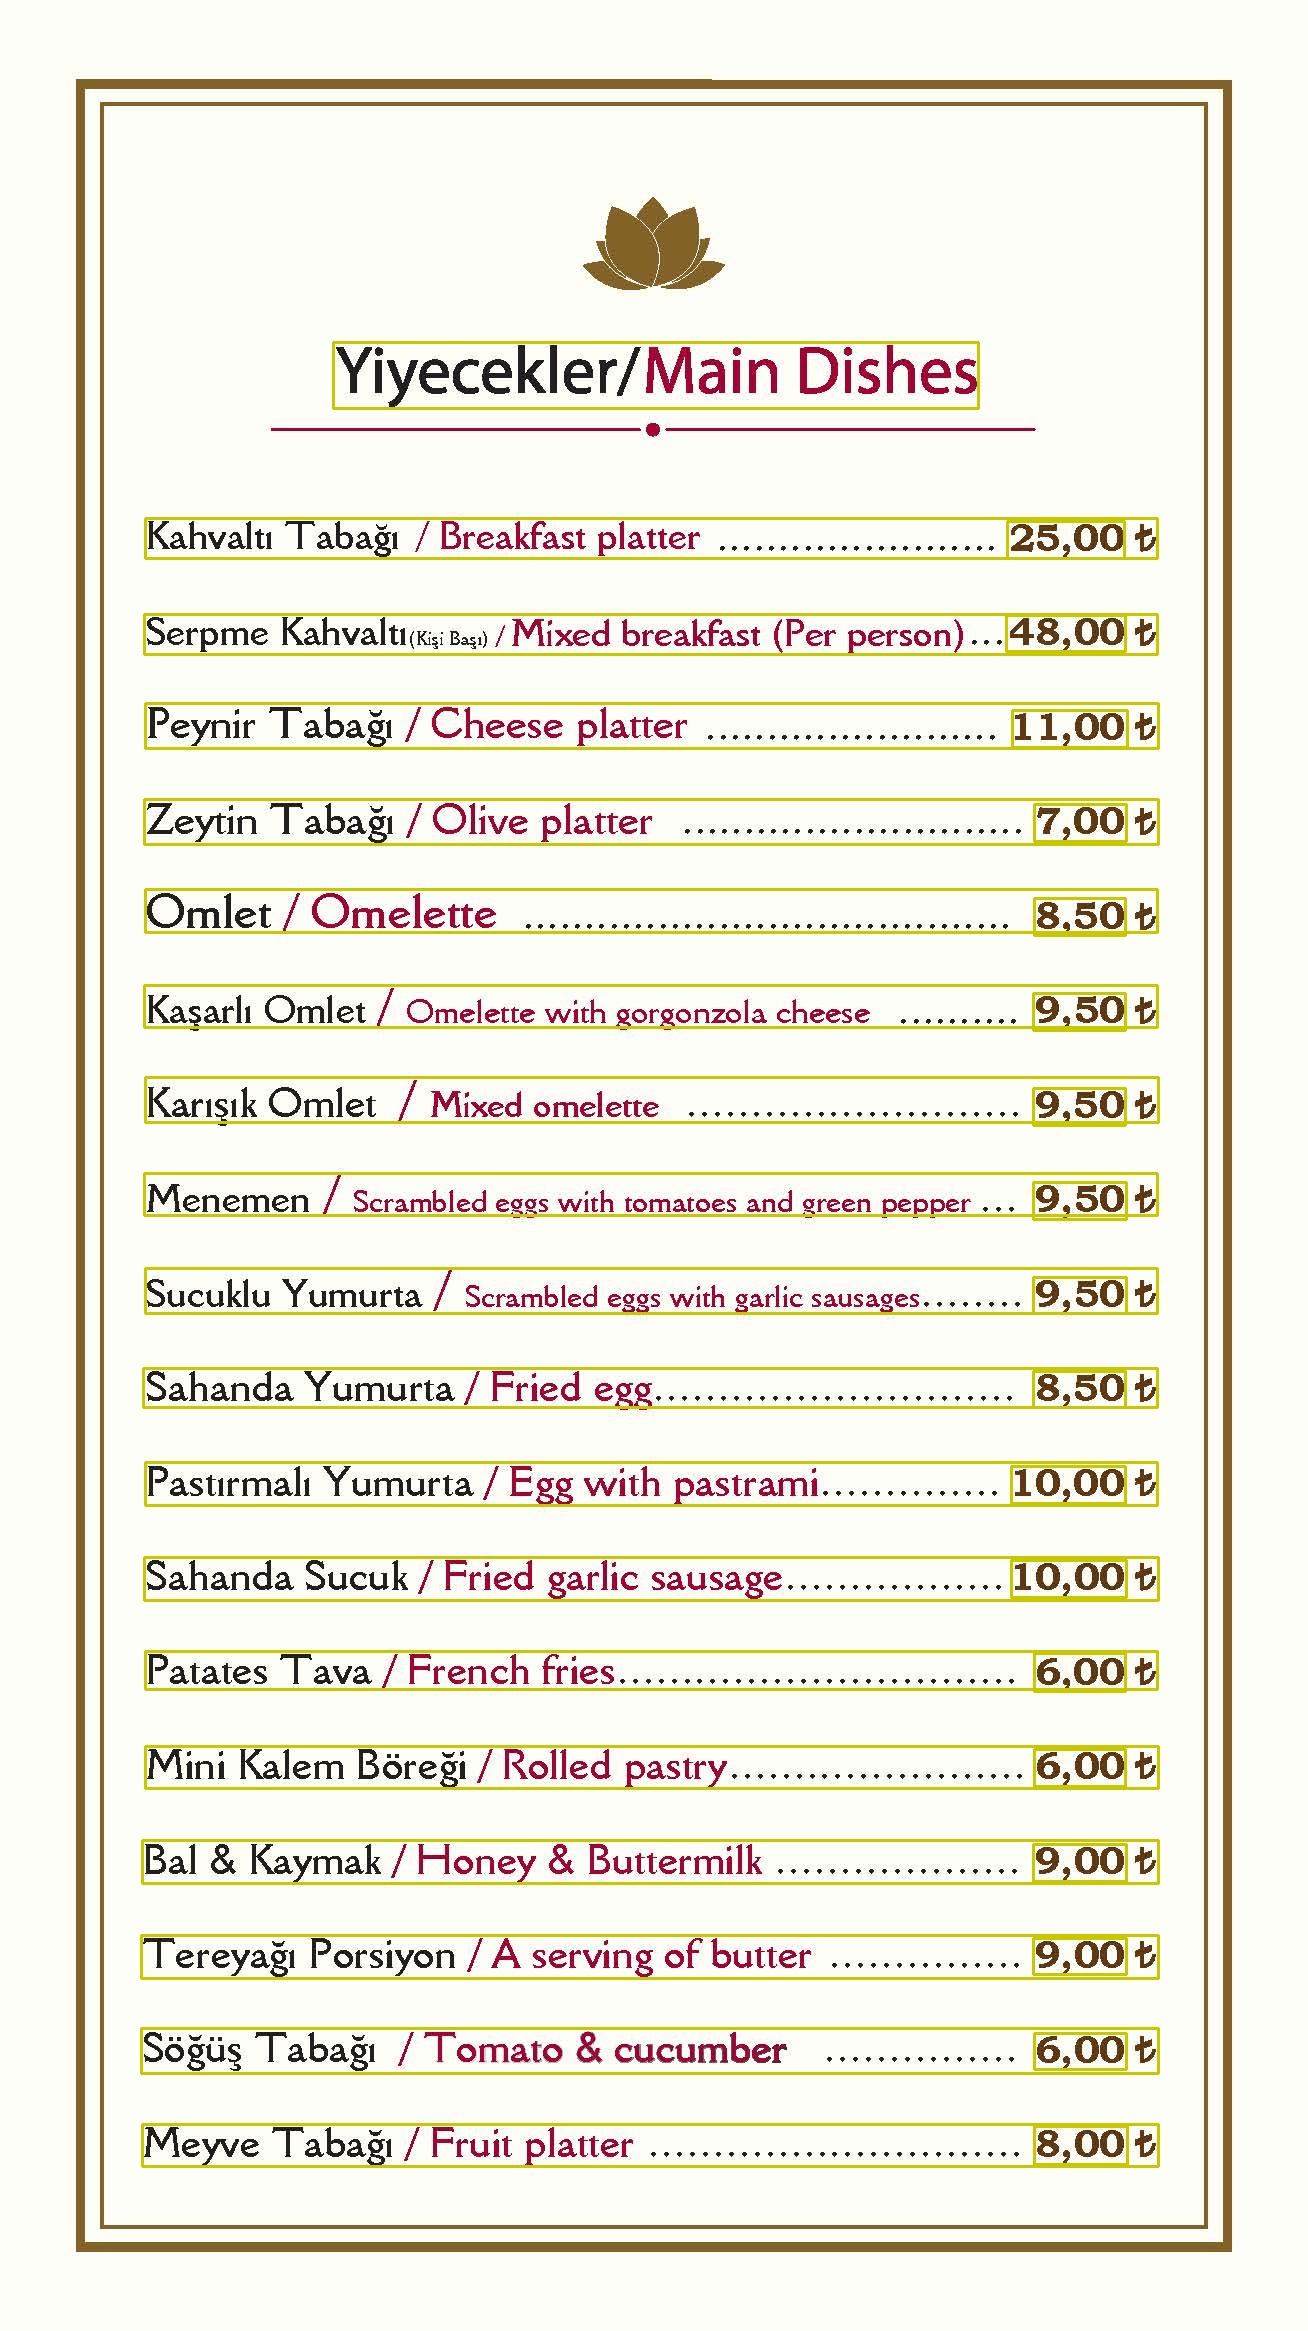 Yiyecekler/Main Dishes
Kahvaltı Tabağı / Breakfast platter ....................... 25,00 ₺
Serpme Kahvaltı(Kişi Başı) / Mixed breakfast (Per person)...48,00 ₺
Peynir Tabağı / Cheese platter ........................ 11,00 ₺
Zeytin Tabağı / Olive platter ............................ 7,00 ₺
Omlet / Omelette ........................................ 8,50 ₺
Kaşarlı Omlet / Omelette with gorgonzola cheese .......... 9,50 ₺
Karışık Omlet / Mixed omelette ........................... 9,50 ₺
Menemen / Scrambled eggs with tomatoes and green pepper ... 9,50 ₺
Sucuklu Yumurta / Scrambled eggs with garlic sausages........ 9,50 ₺
Sahanda Yumurta / Fried egg............................. 8,50 ₺
Pastırmalı Yumurta / Egg with pastrami.............. 10,00 ₺
Sahanda Sucuk / Fried garlic sausage.................10,00 ₺
Patates Tava / French fries............................... 6,00 ₺
Mini Kalem Böreği / Rolled pastry....................... 6,00 ₺
Bal & Kaymak / Honey & Buttermilk ................... 9,00 ₺
Tereyağı Porsiyon / A serving of butter ............... 9,00 ₺
Söğüş Tabağı / Tomato & cucumber ............... 6,00 ₺
Meyve Tabağı / Fruit platter ............................. 8,00 ₺